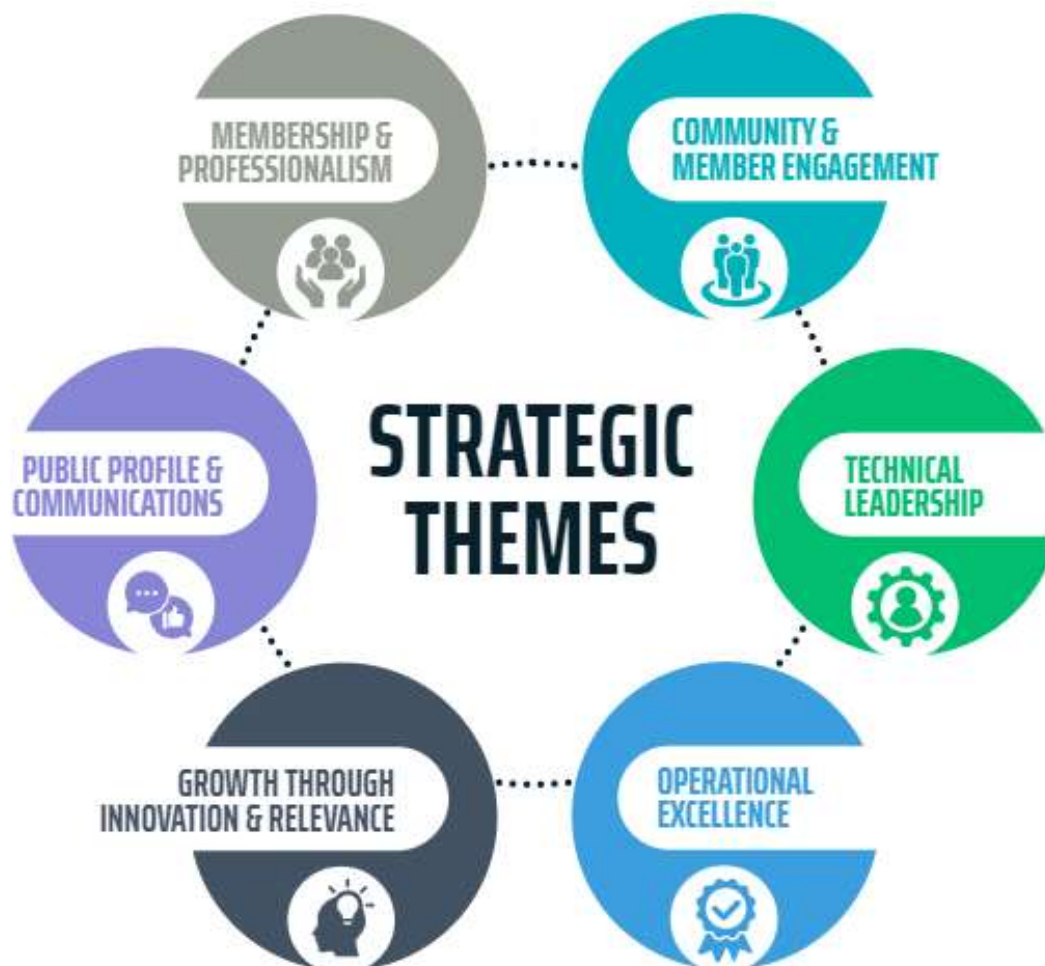 MEMBERSHIP &
PROFESSIONALISM
COMMUNITY &
MEMBER ENGAGEMENT
PUBLIC PROFILE &
COMMUNICATIONS
STRATEGIC
THEMES
TECHNICAL
LEADERSHIP
GROWTH THROUGH
INNOVATION & RELEVANCE
OPERATIONAL
EXCELLENCE